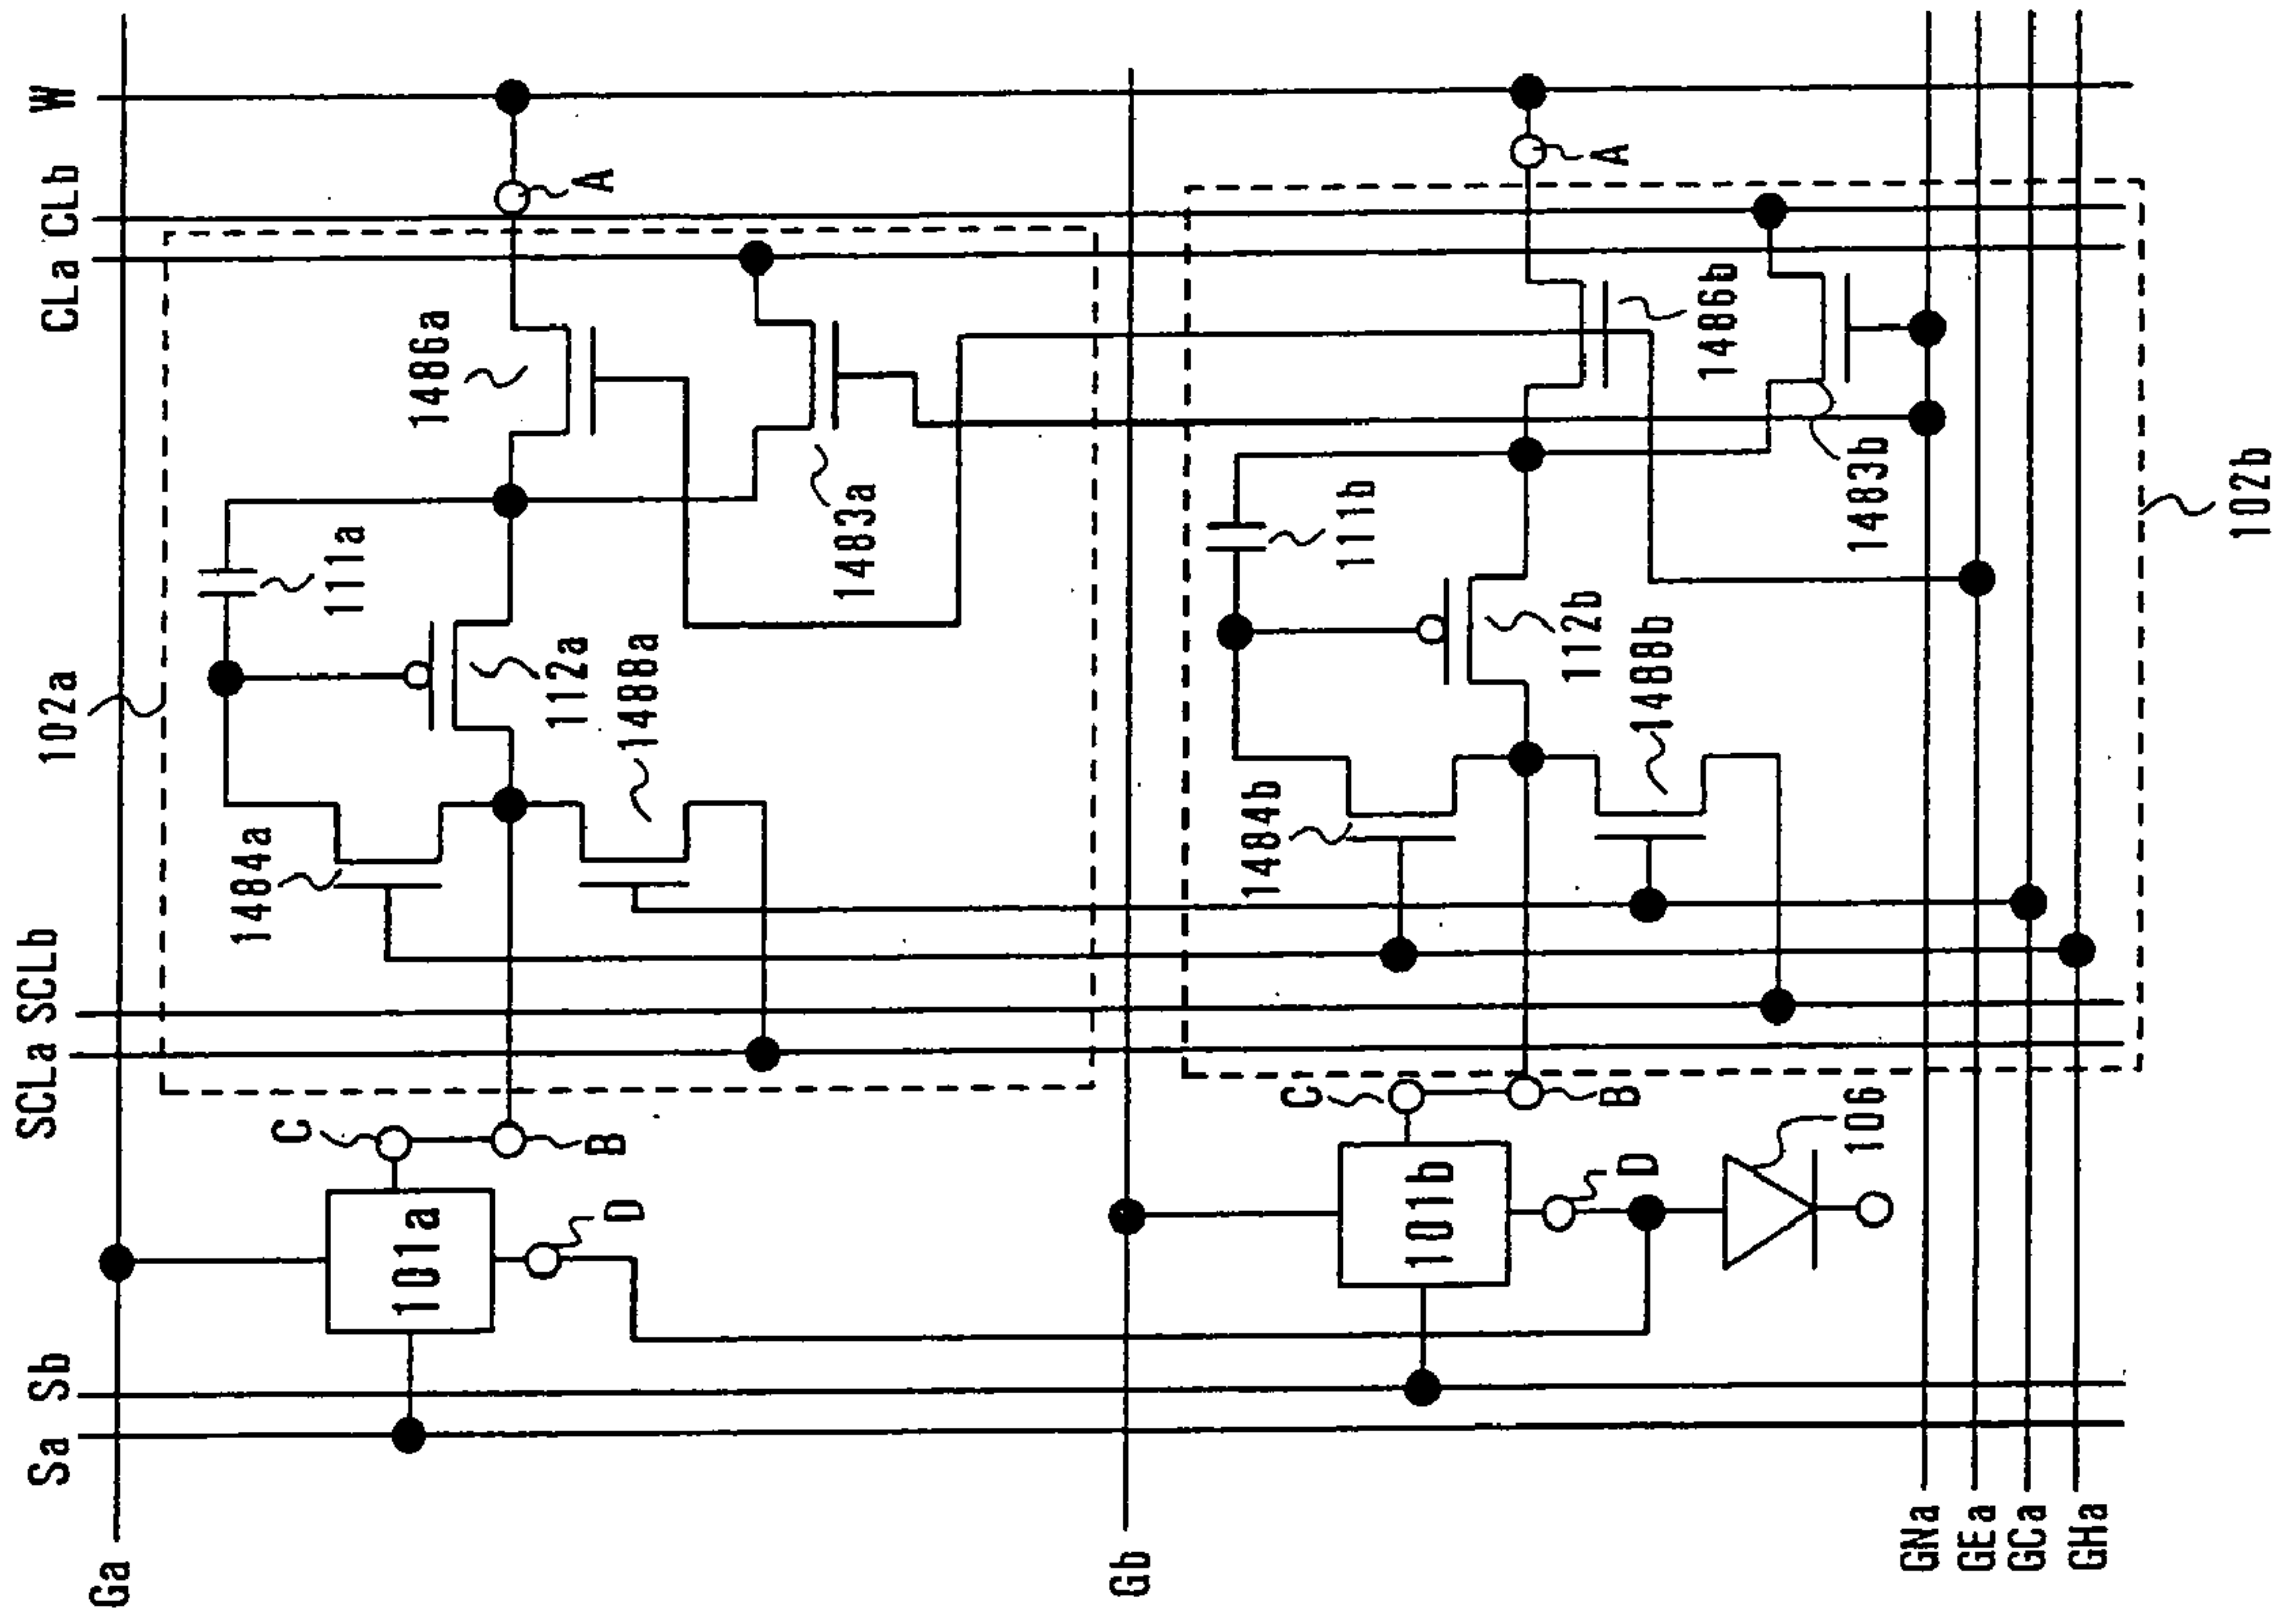 Sa
Sb
SCLa
SCLb
102a
CLa
CLb
W
Ga
1484a
C
111a
101a
1486a
112a
A
B
D
1488a
1483a
Gb
1484b
C
111b
101b
112b
A
B
D
1488b
1486b
106
1483b
GNa
GEa
GCa
GHa
102b